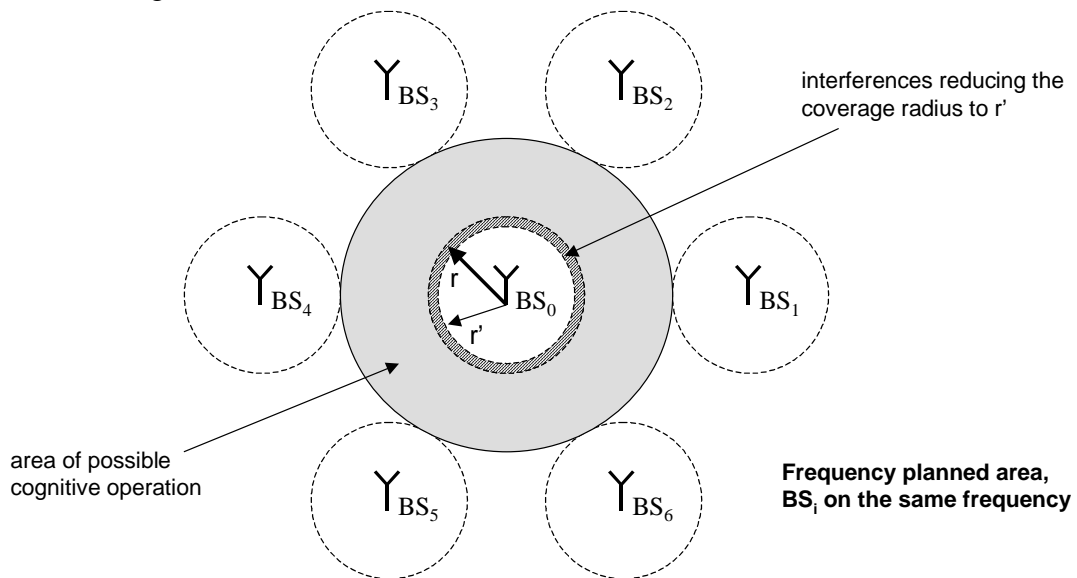 BS₃
BS₂
interferences reducing the
coverage radius to r’
r
BS₄
BS₀
BS₁
r’
area of possible
cognitive operation
BS₅
BS₆
Frequency planned area,
BSᵢ on the same frequency